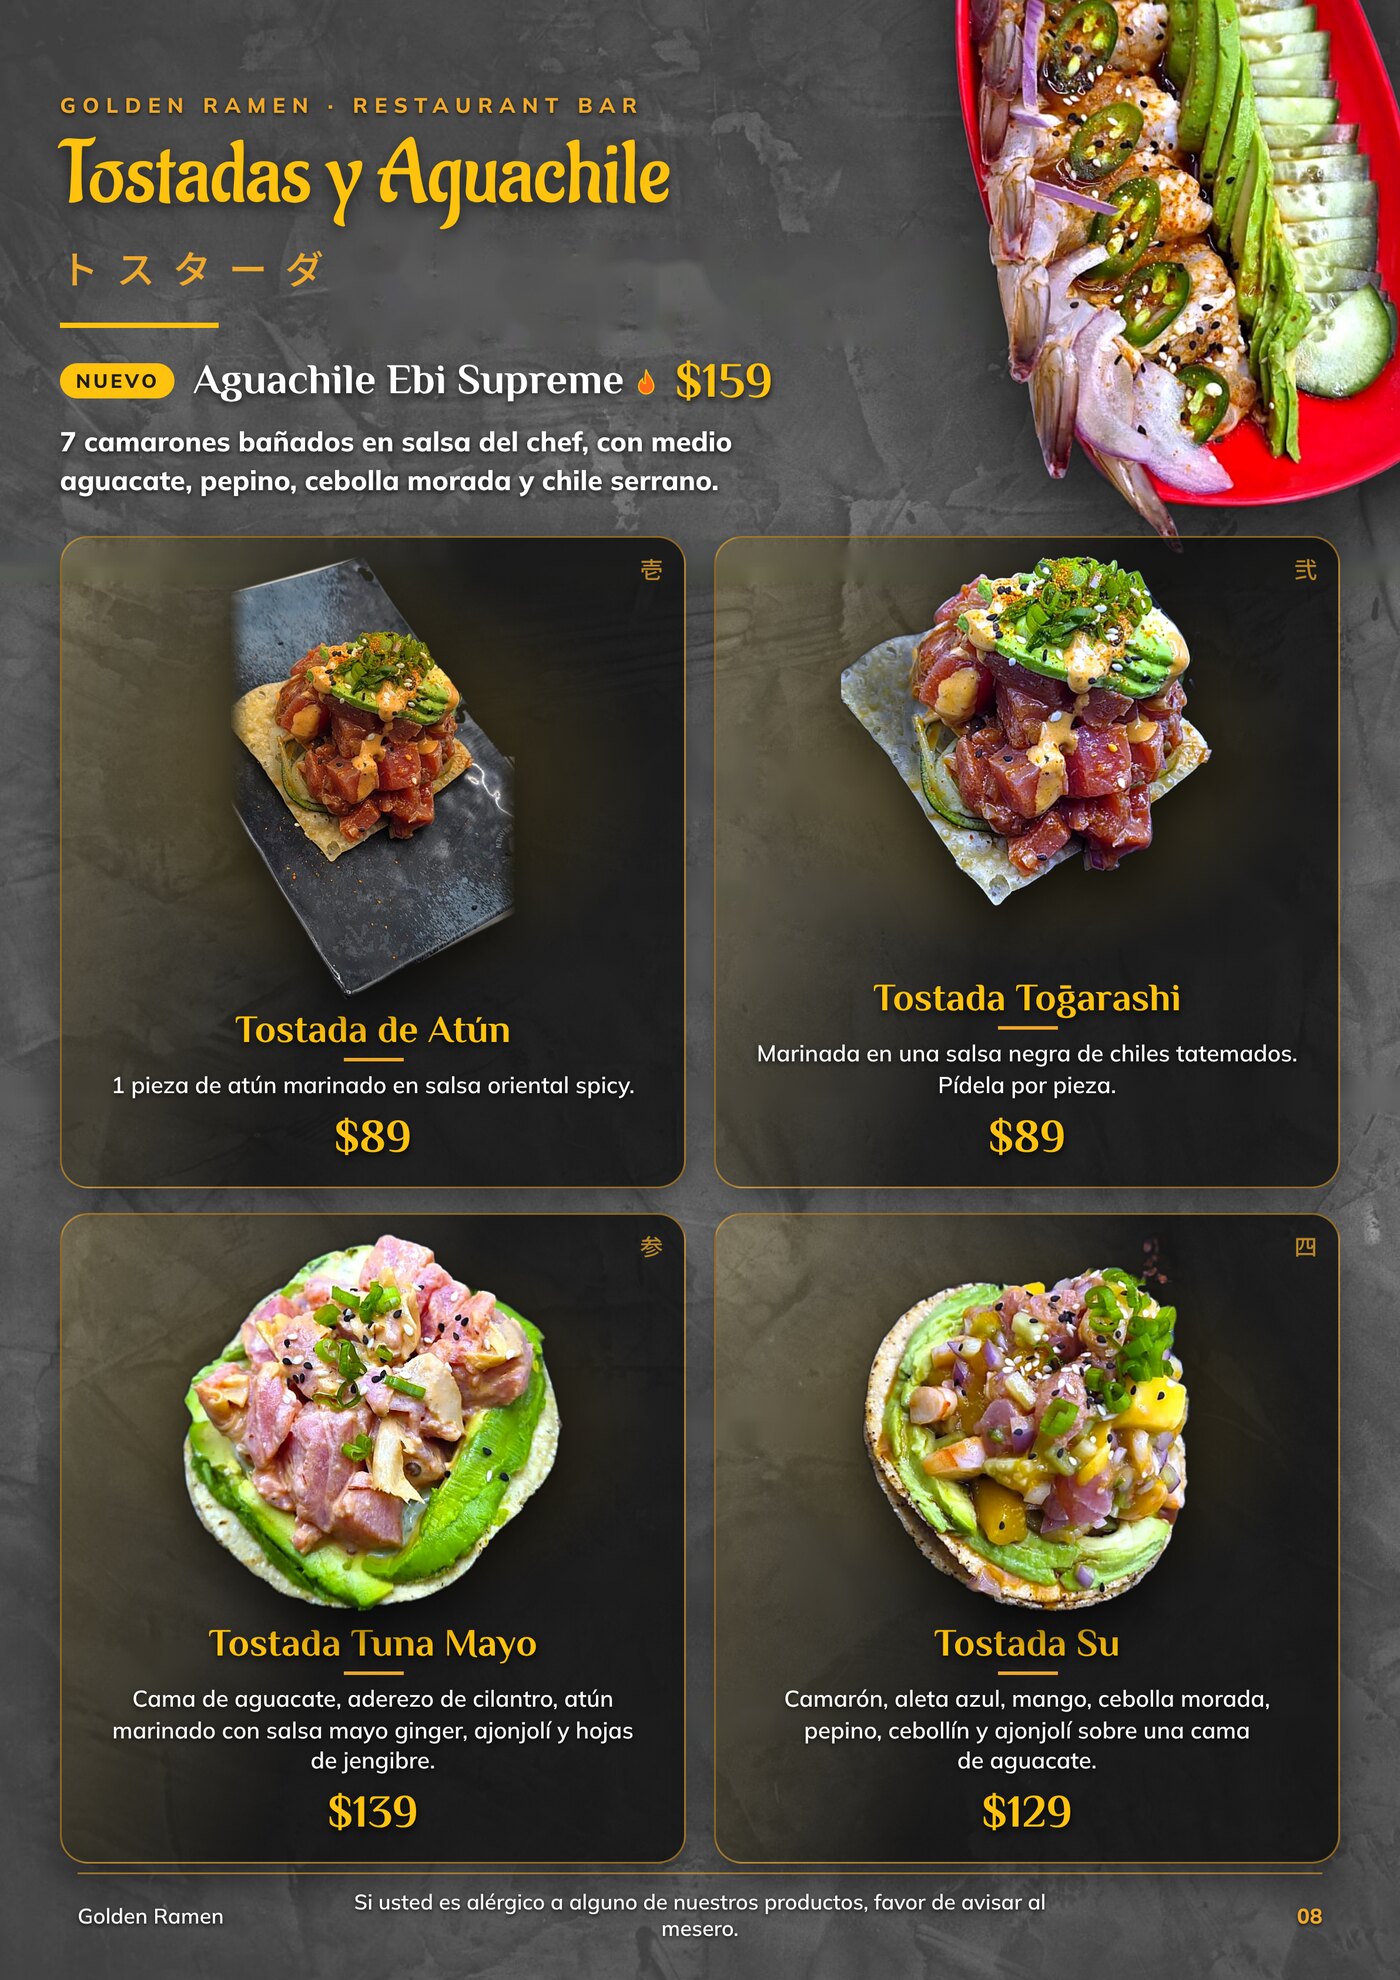 GOLDEN RAMEN · RESTAURANT BAR
Tostadas y Aguachile
トスターダ
NUEVO Aguachile Ebi Supreme $159
7 camarones bañados en salsa del chef, con medio
aguacate, pepino, cebolla morada y chile serrano.
壱
Tostada de Atún
1 pieza de atún marinado en salsa oriental spicy.
$89
弐
Tostada Toḡarashi
Marinada en una salsa negra de chiles tatemados.
Pídela por pieza.
$89
参
Tostada Tuna Mayo
Cama de aguacate, aderezo de cilantro, atún
marinado con salsa mayo ginger, ajonjolí y hojas
de jengibre.
$139
四
Tostada Su
Camarón, aleta azul, mango, cebolla morada,
pepino, cebollín y ajonjolí sobre una cama
de aguacate.
$129
Golden Ramen
Si usted es alérgico a alguno de nuestros productos, favor de avisar al
mesero.
08